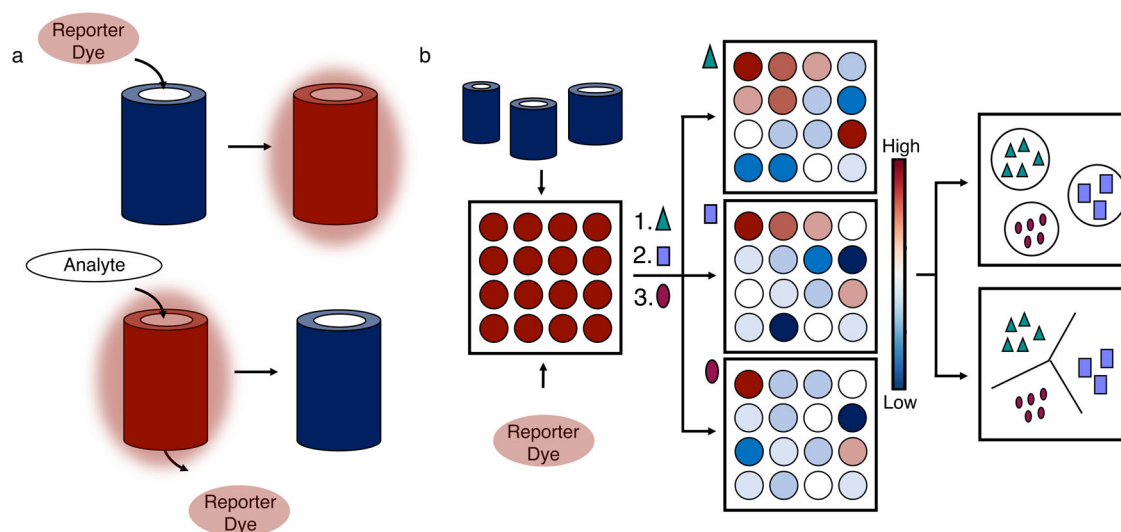 a
Reporter
Dye
Analyte
Reporter
Dye
b
1.
2.
3.
Reporter
Dye
High
Low